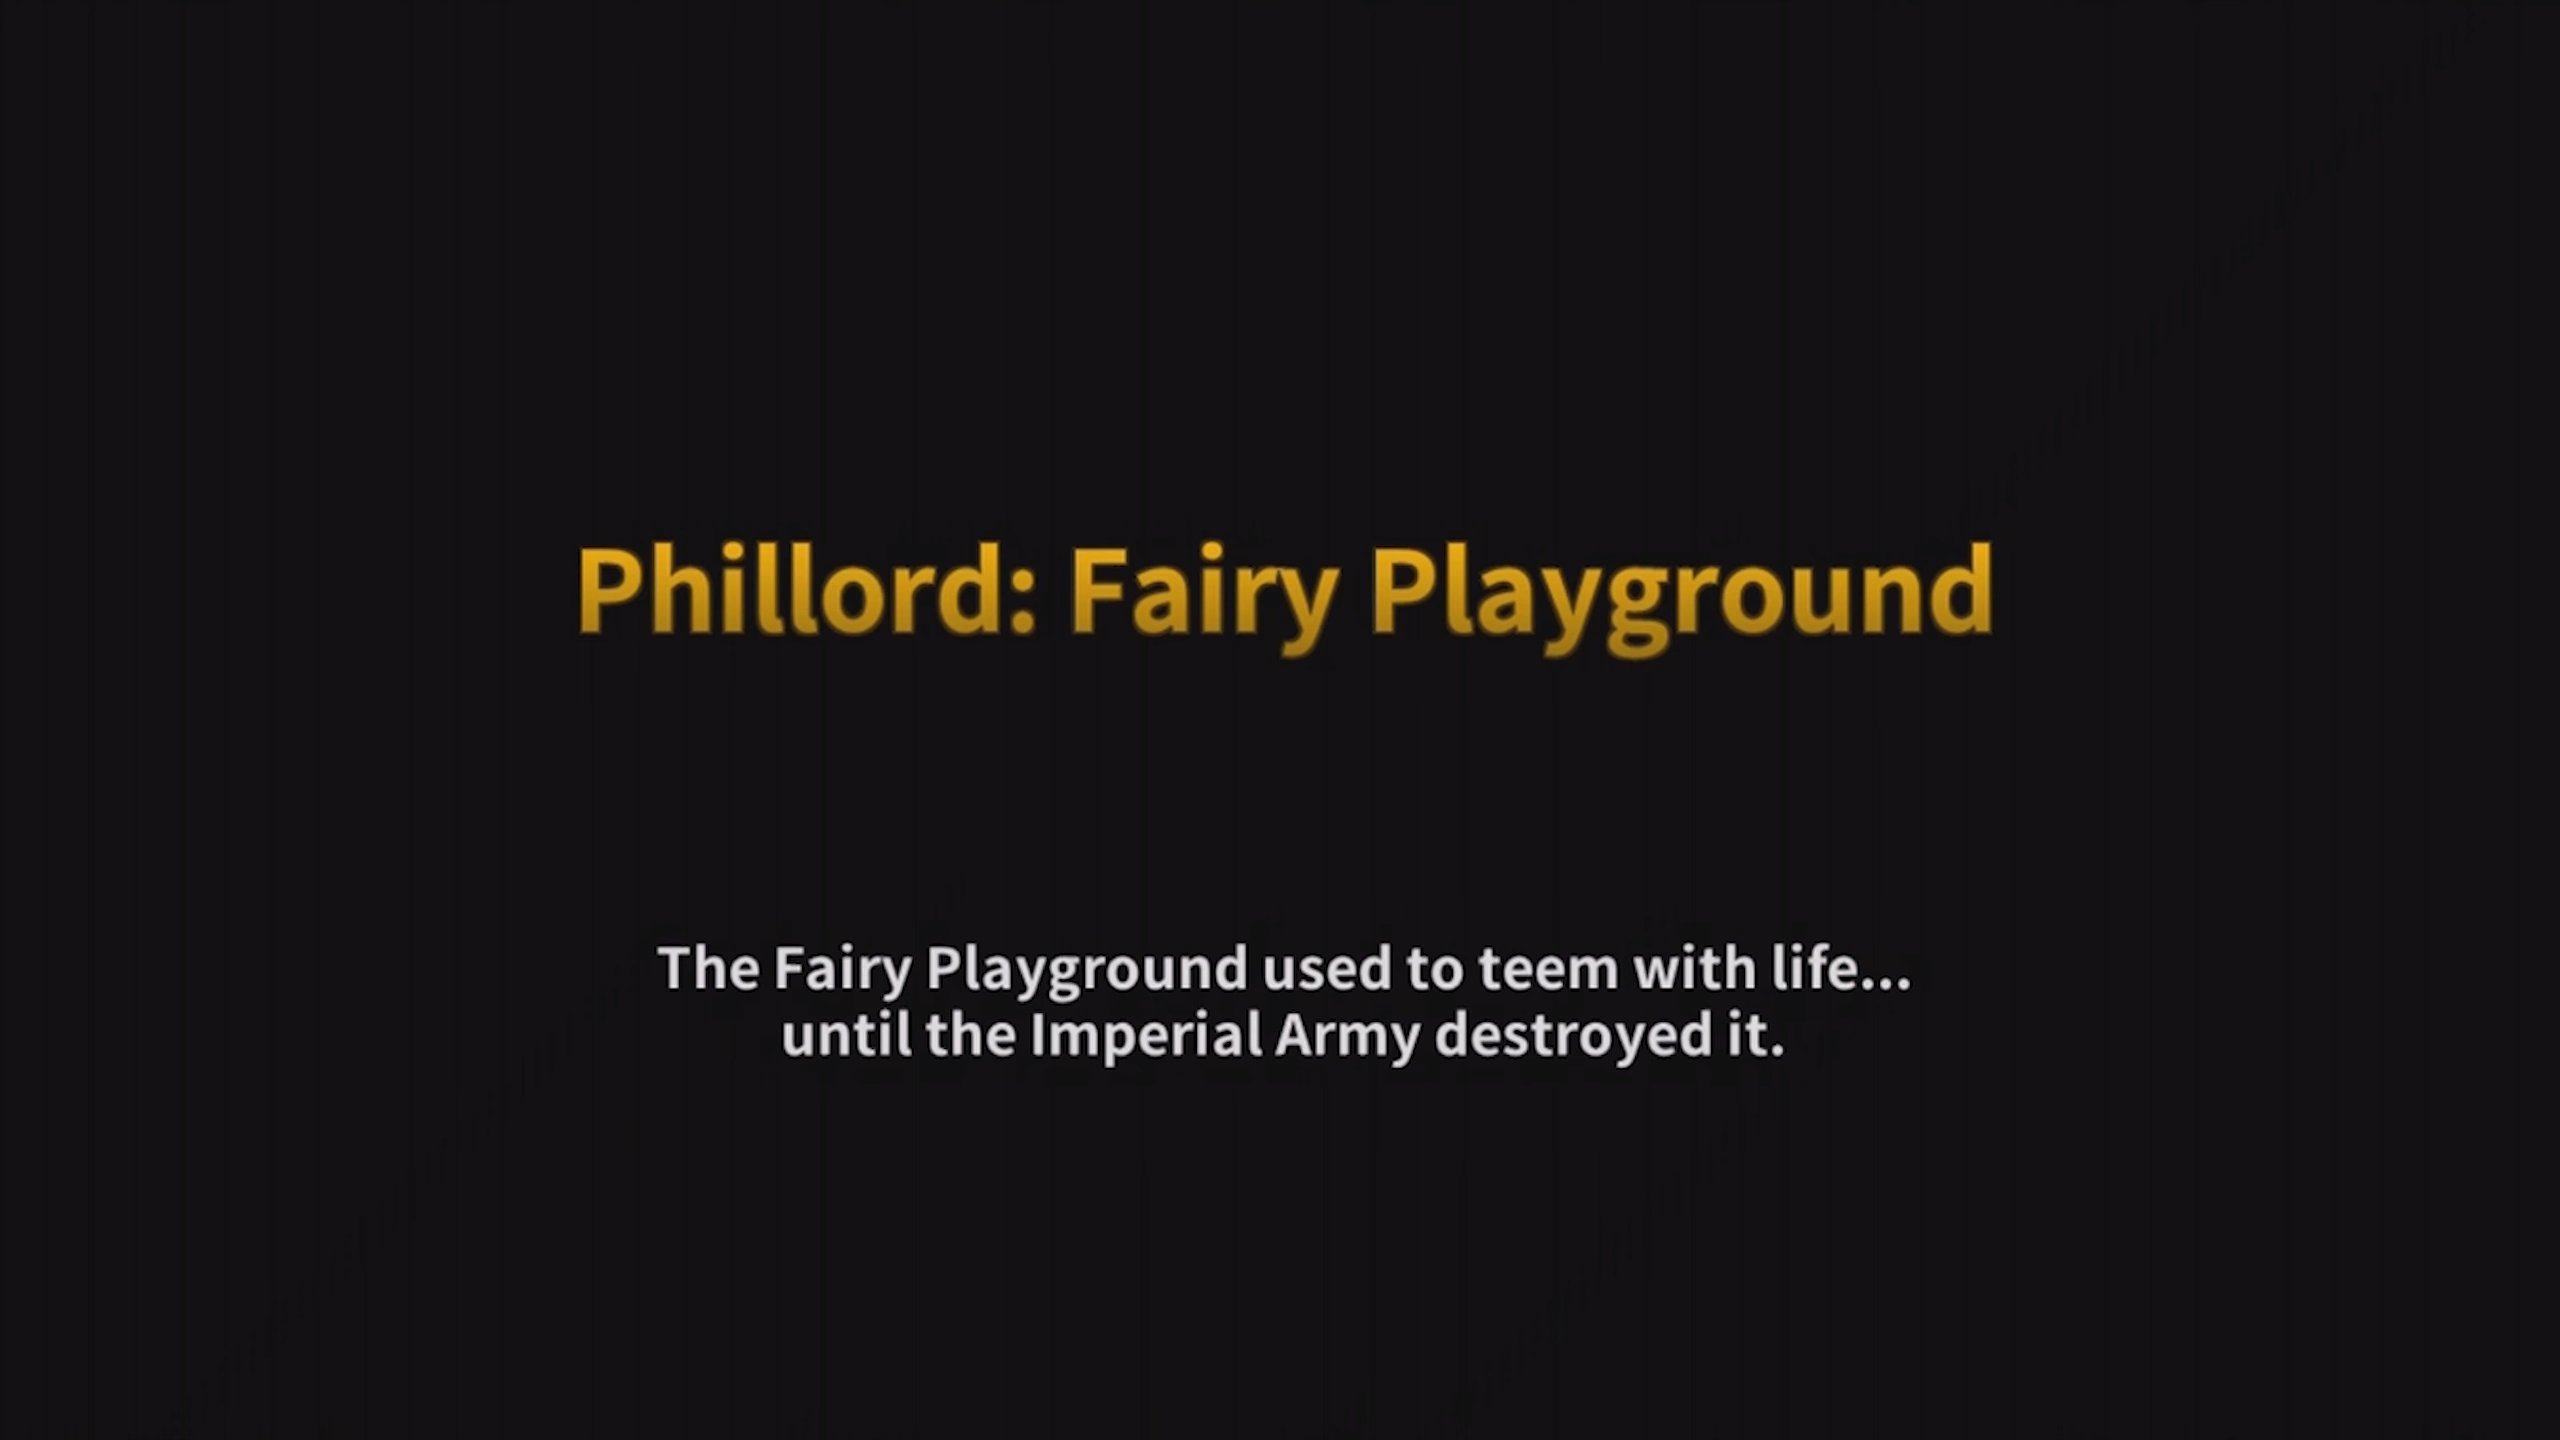 Phillord: Fairy Playground
The Fairy Playground used to teem with life...
until the Imperial Army destroyed it.